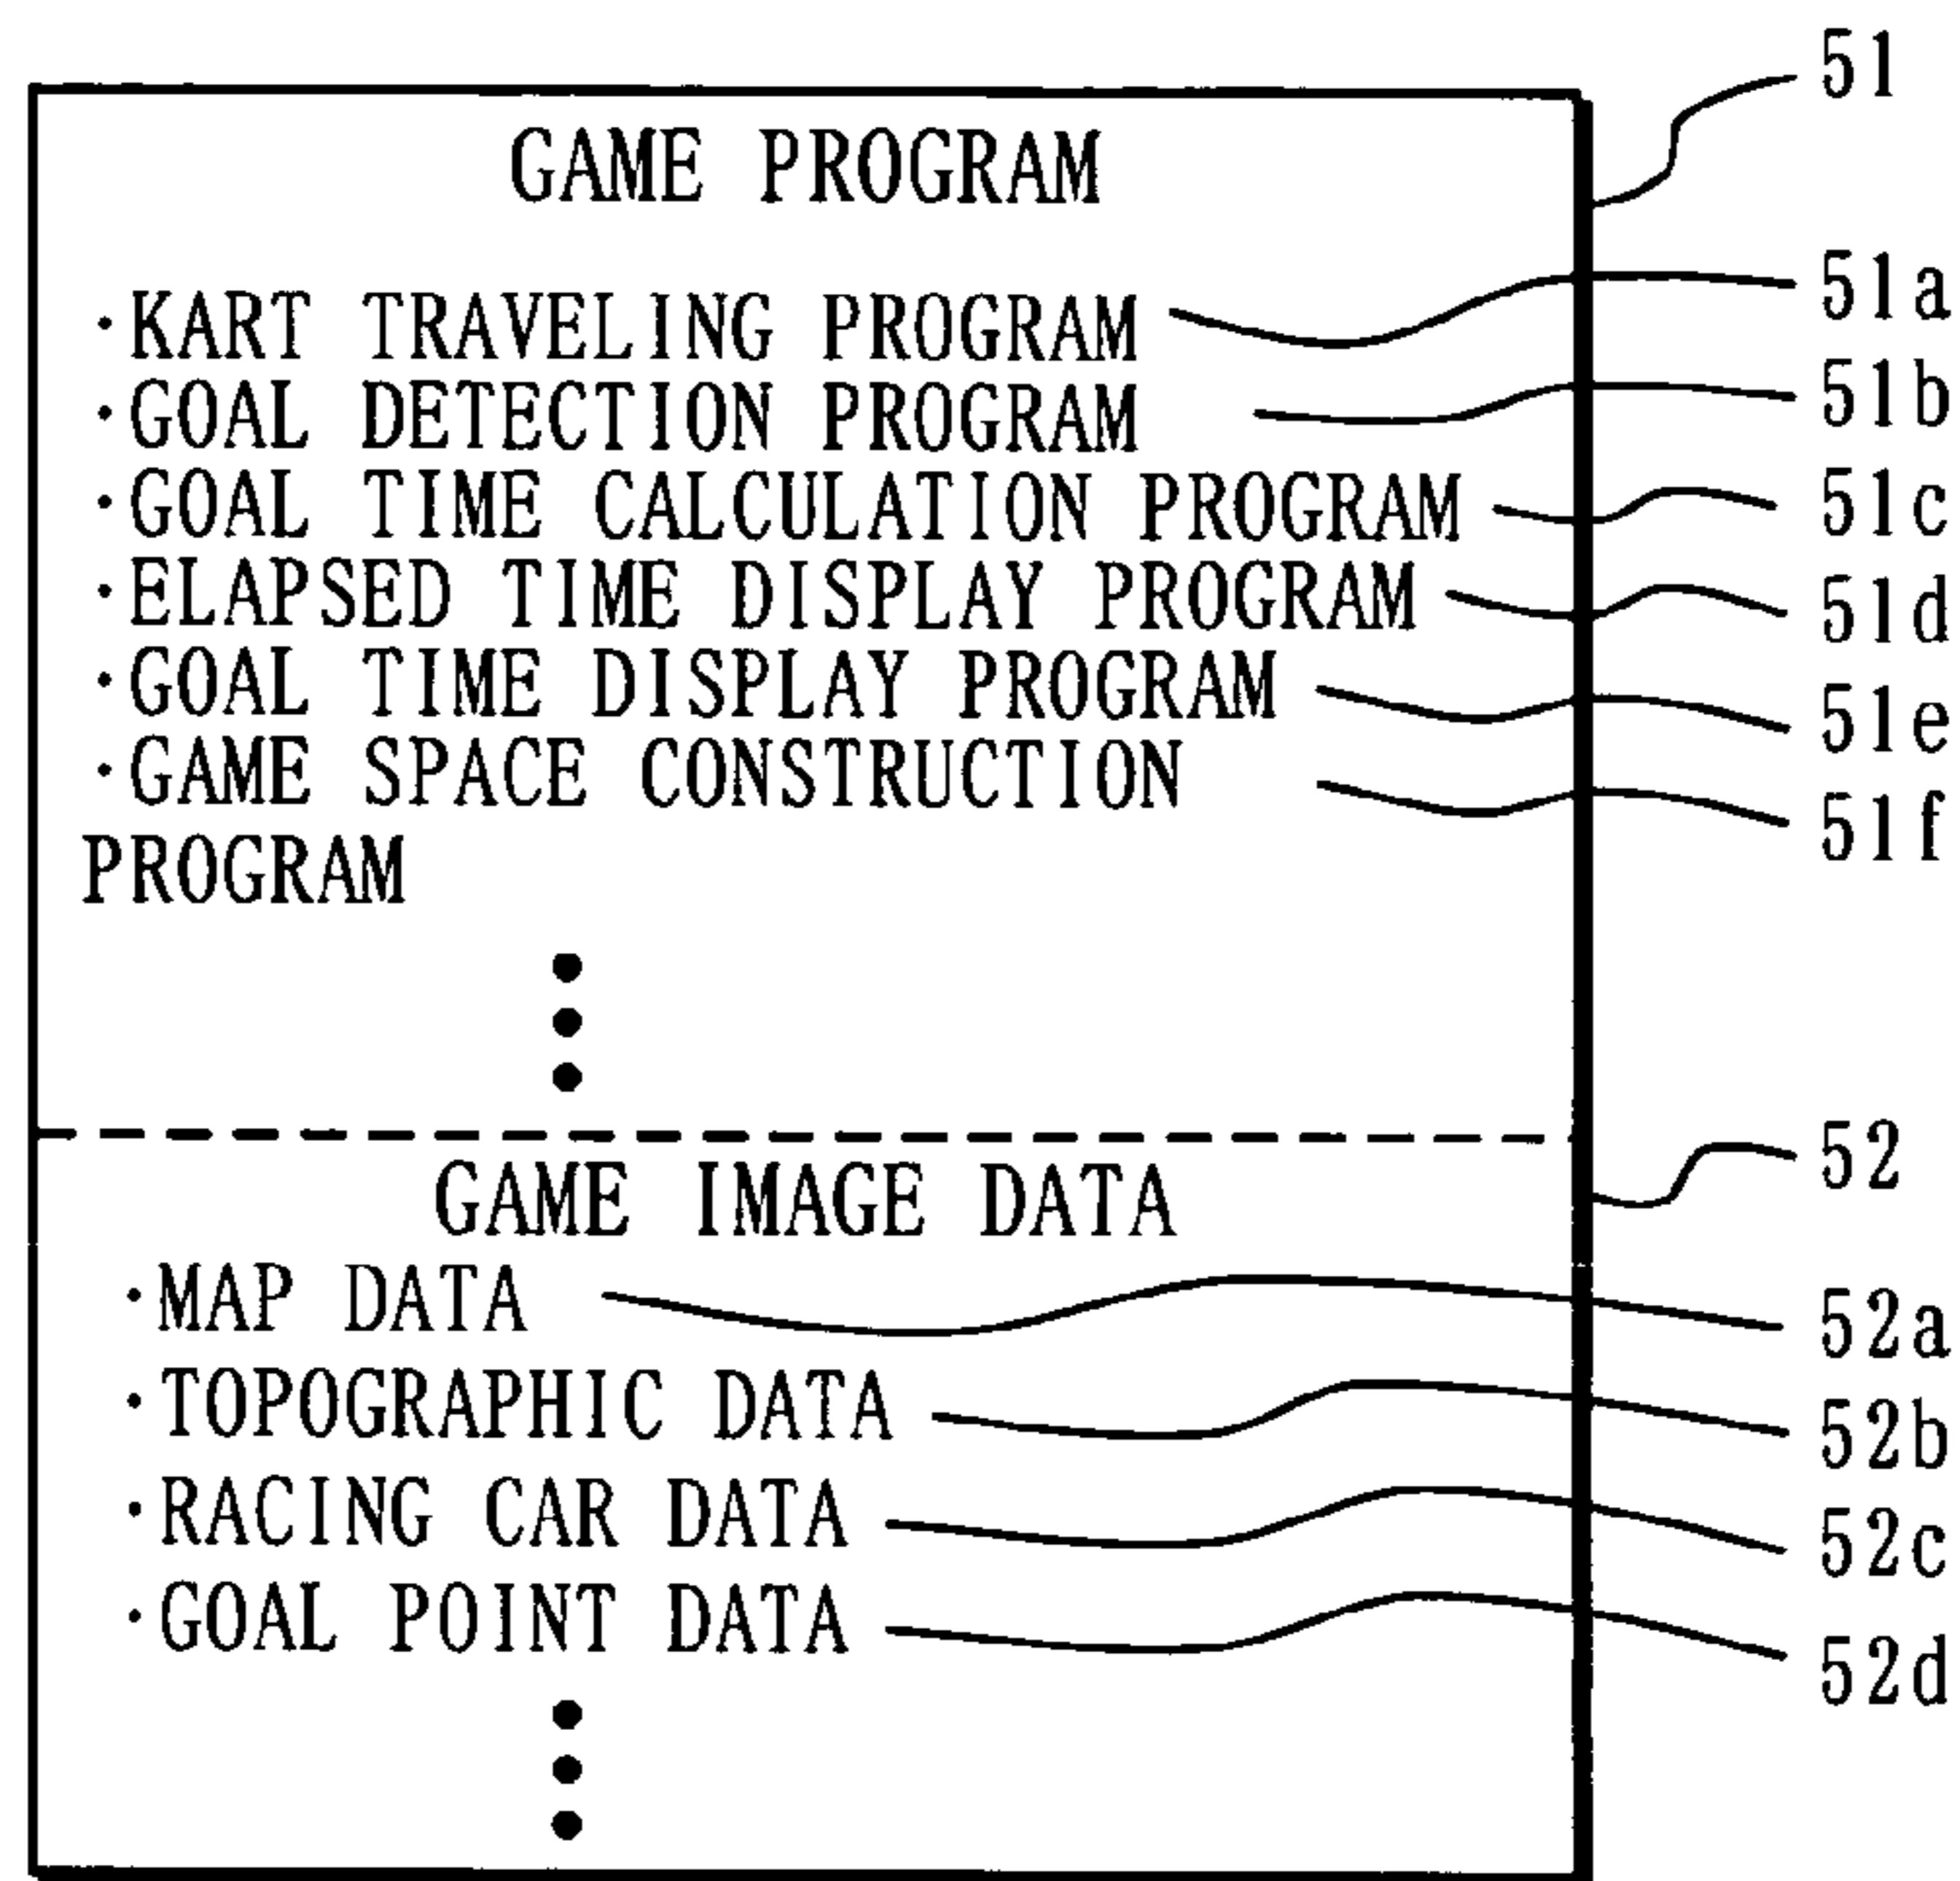 51
GAME PROGRAM
·KART TRAVELING PROGRAM 51a
·GOAL DETECTION PROGRAM 51b
·GOAL TIME CALCULATION PROGRAM 51c
·ELAPSED TIME DISPLAY PROGRAM 51d
·GOAL TIME DISPLAY PROGRAM 51e
·GAME SPACE CONSTRUCTION 51f
PROGRAM
52
GAME IMAGE DATA
·MAP DATA 52a
·TOPOGRAPHIC DATA 52b
·RACING CAR DATA 52c
·GOAL POINT DATA 52d